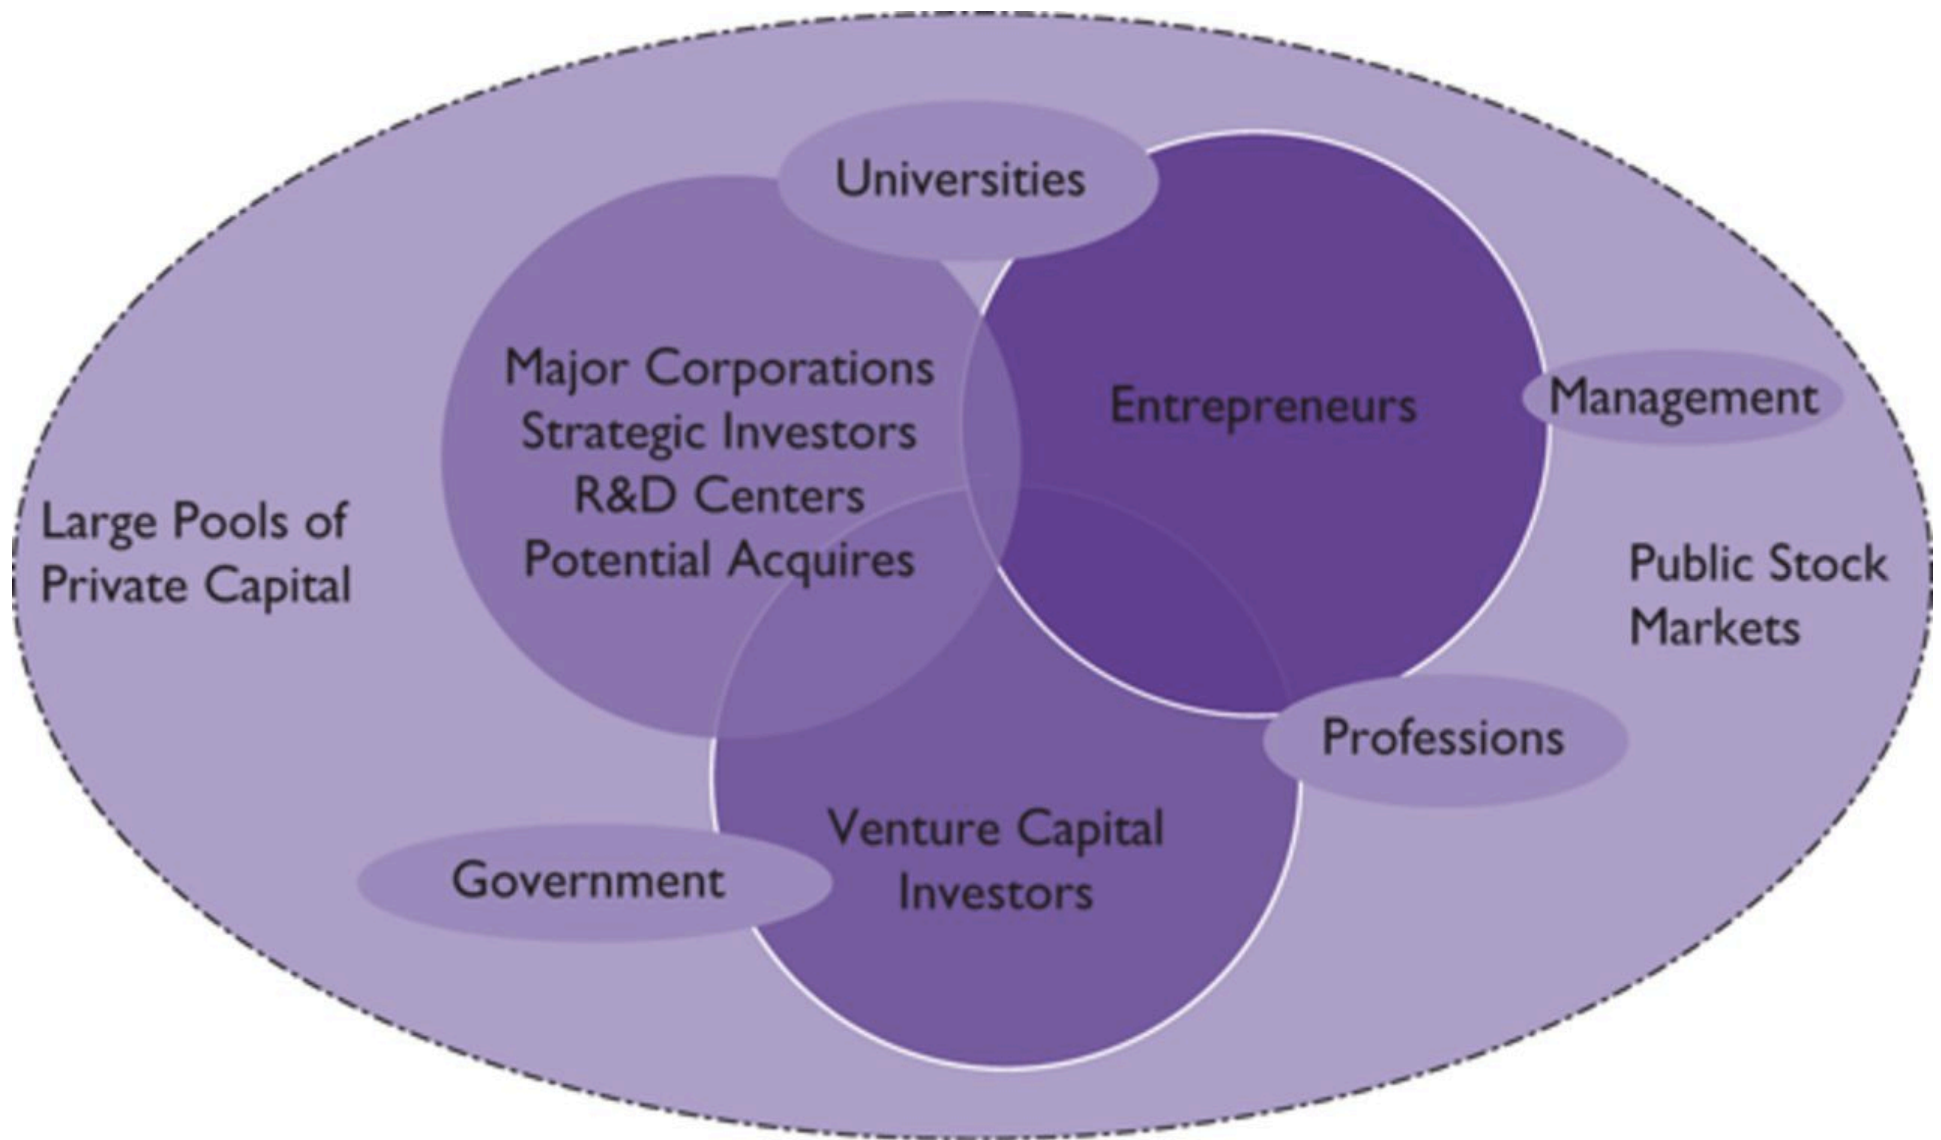 Universities
Major Corporations
Strategic Investors
R&D Centers
Potential Acquires
Entrepreneurs
Management
Large Pools of
Private Capital
Public Stock
Markets
Professions
Venture Capital
Investors
Government